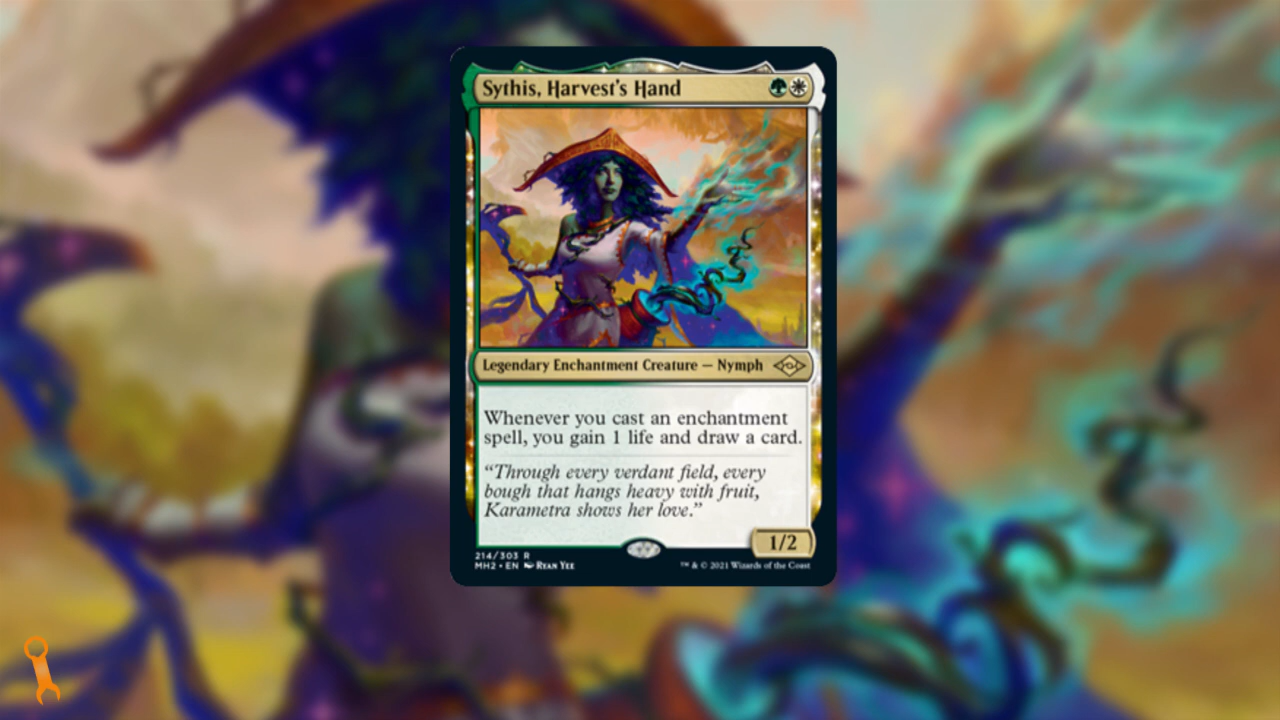 Sythis, Harvest's Hand
Legendary Enchantment Creature — Nymph
Whenever you cast an enchantment
spell, you gain 1 life and draw a card.
“Through every verdant field, every
bough that hangs heavy with fruit,
Karametra shows her love.”
1/2
214/303 R
MH2 • EN Ryan Yee
™ & © 2021 Wizards of the Coast